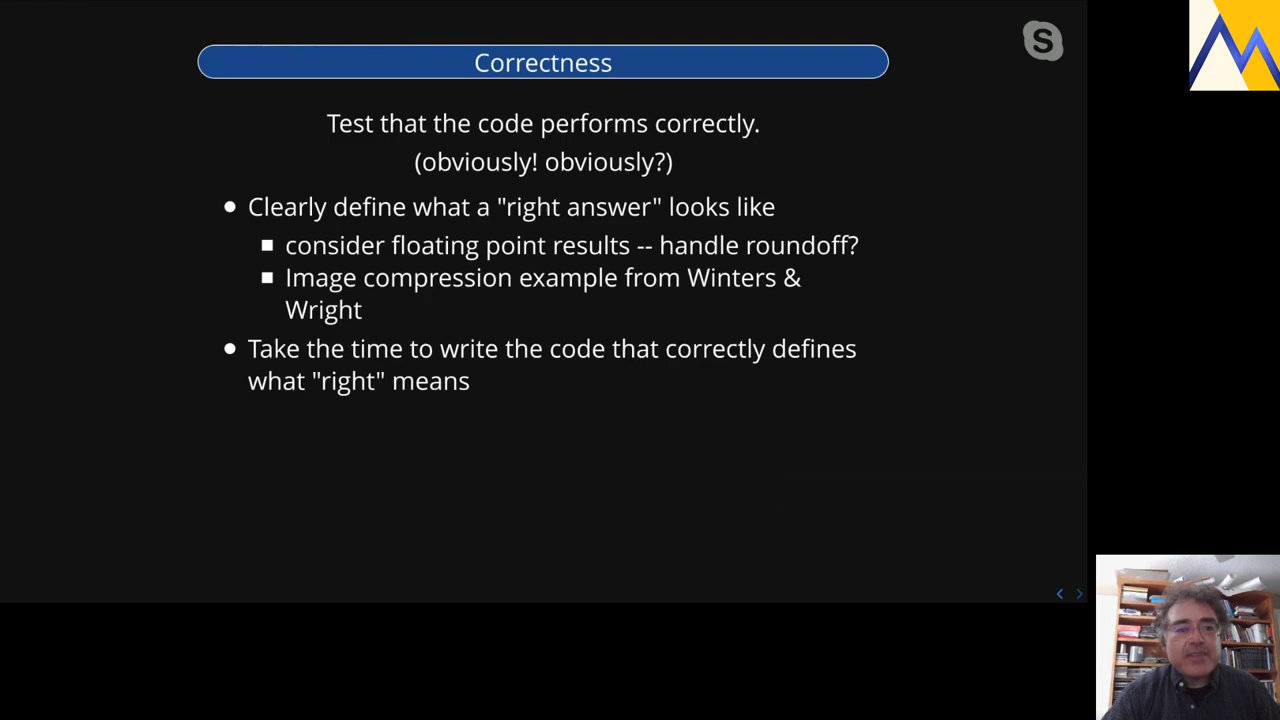 Correctness
Test that the code performs correctly.
(obviously! obviously?)
Clearly define what a "right answer" looks like
consider floating point results -- handle roundoff?
Image compression example from Winters &
Wright
Take the time to write the code that correctly defines
what "right" means